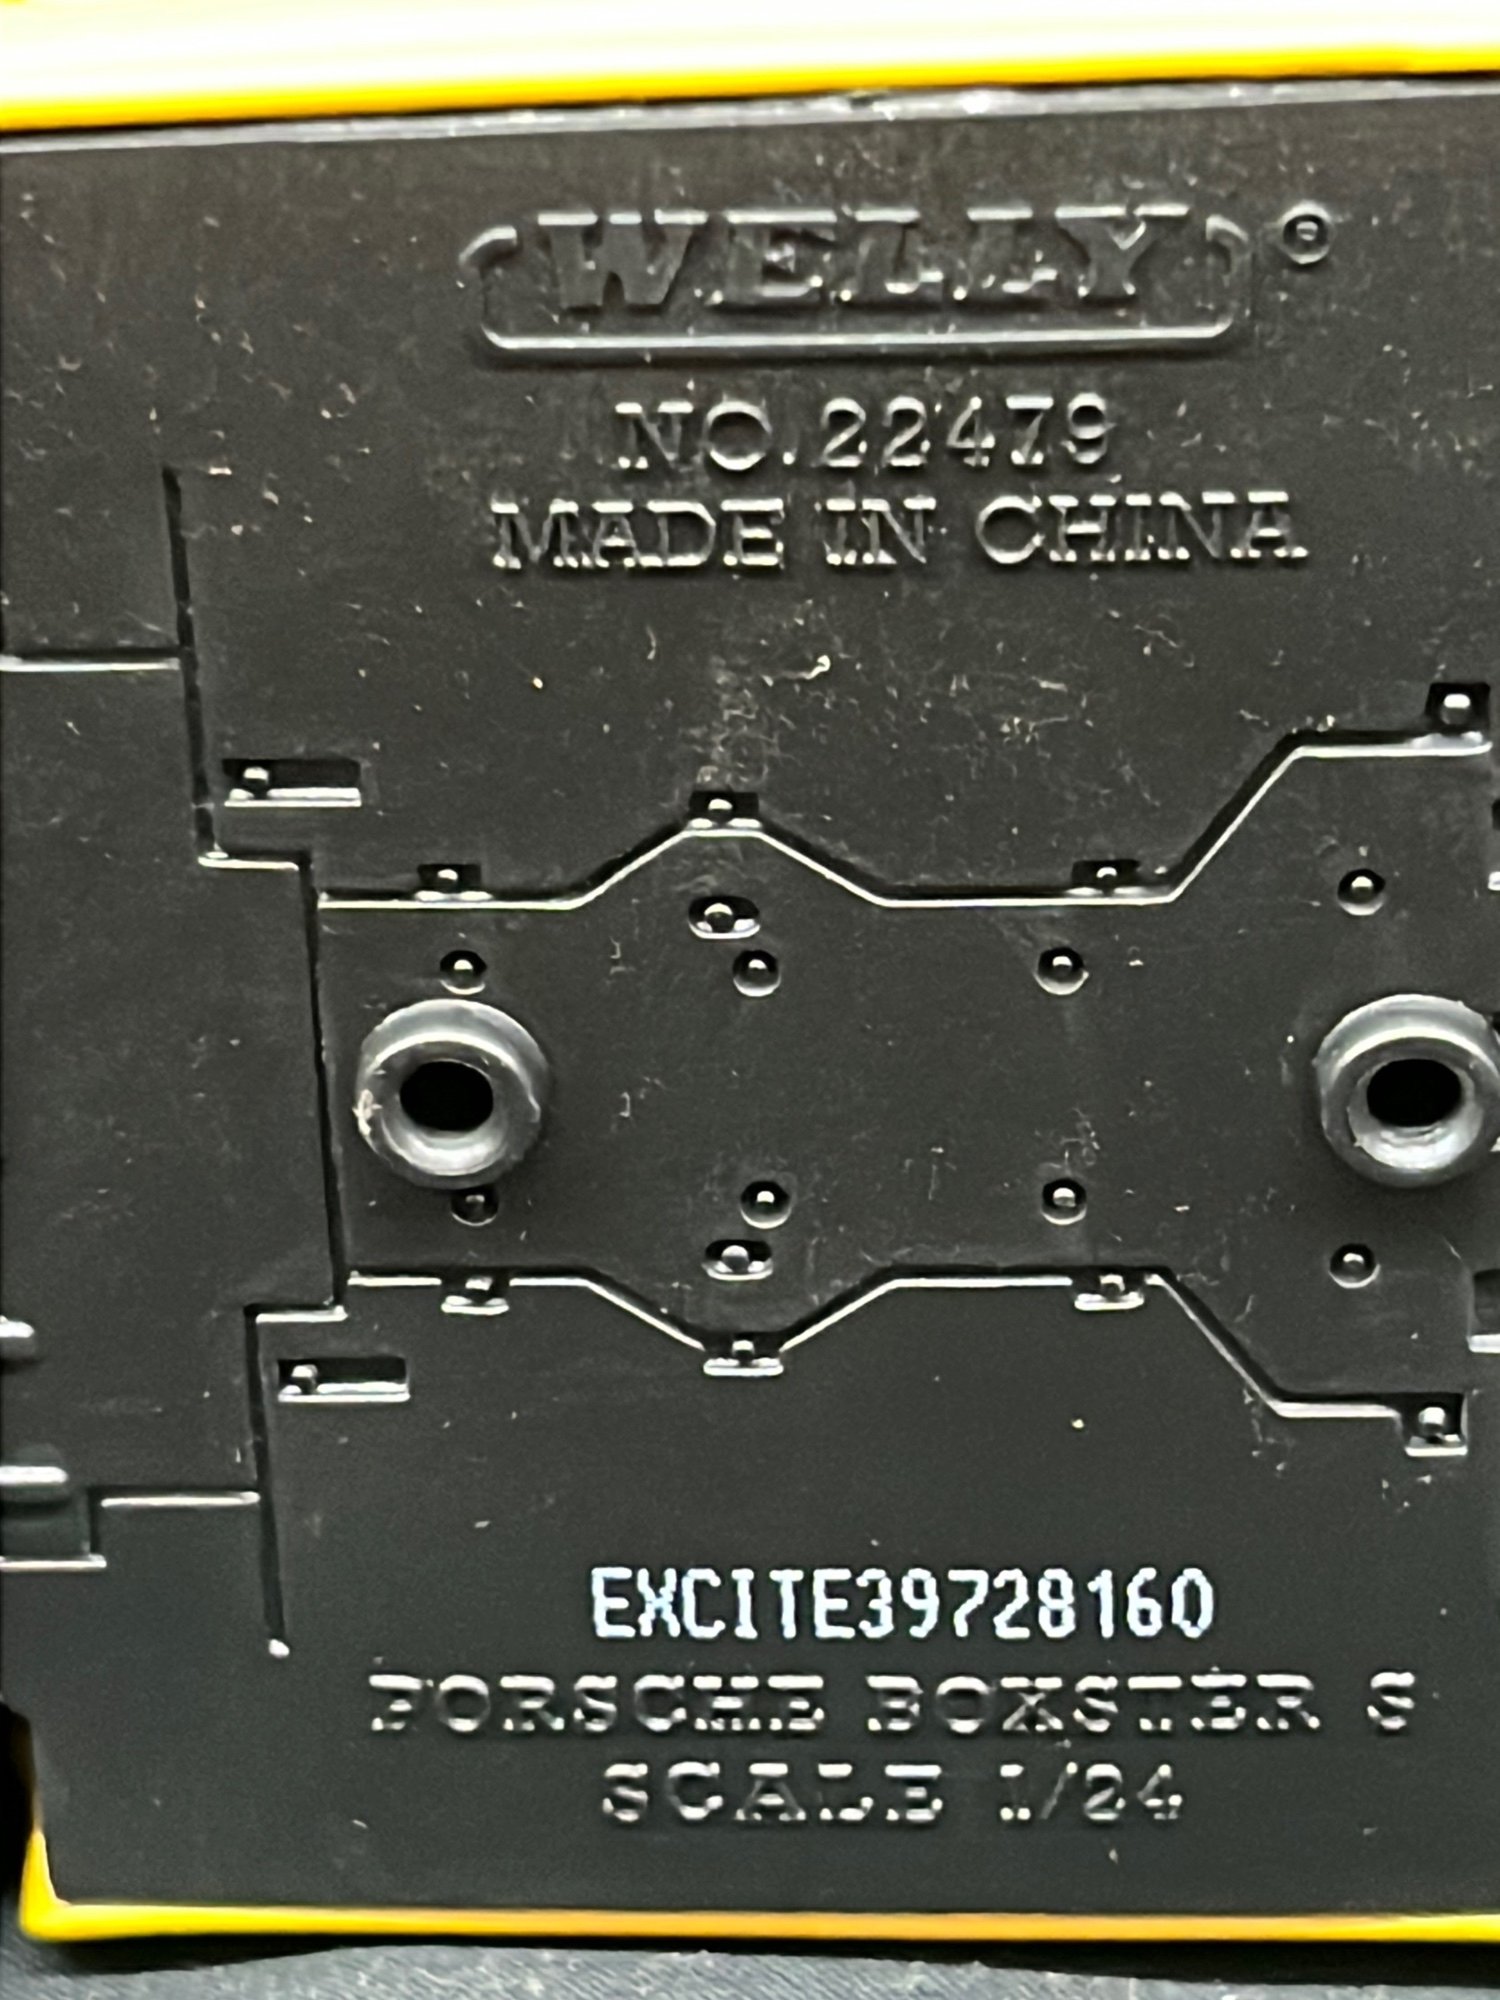 WELLY
NO.22479
MADE IN CHINA
EXCITE39728160
PORSCHE BOXSTER S
SCALE 1/24